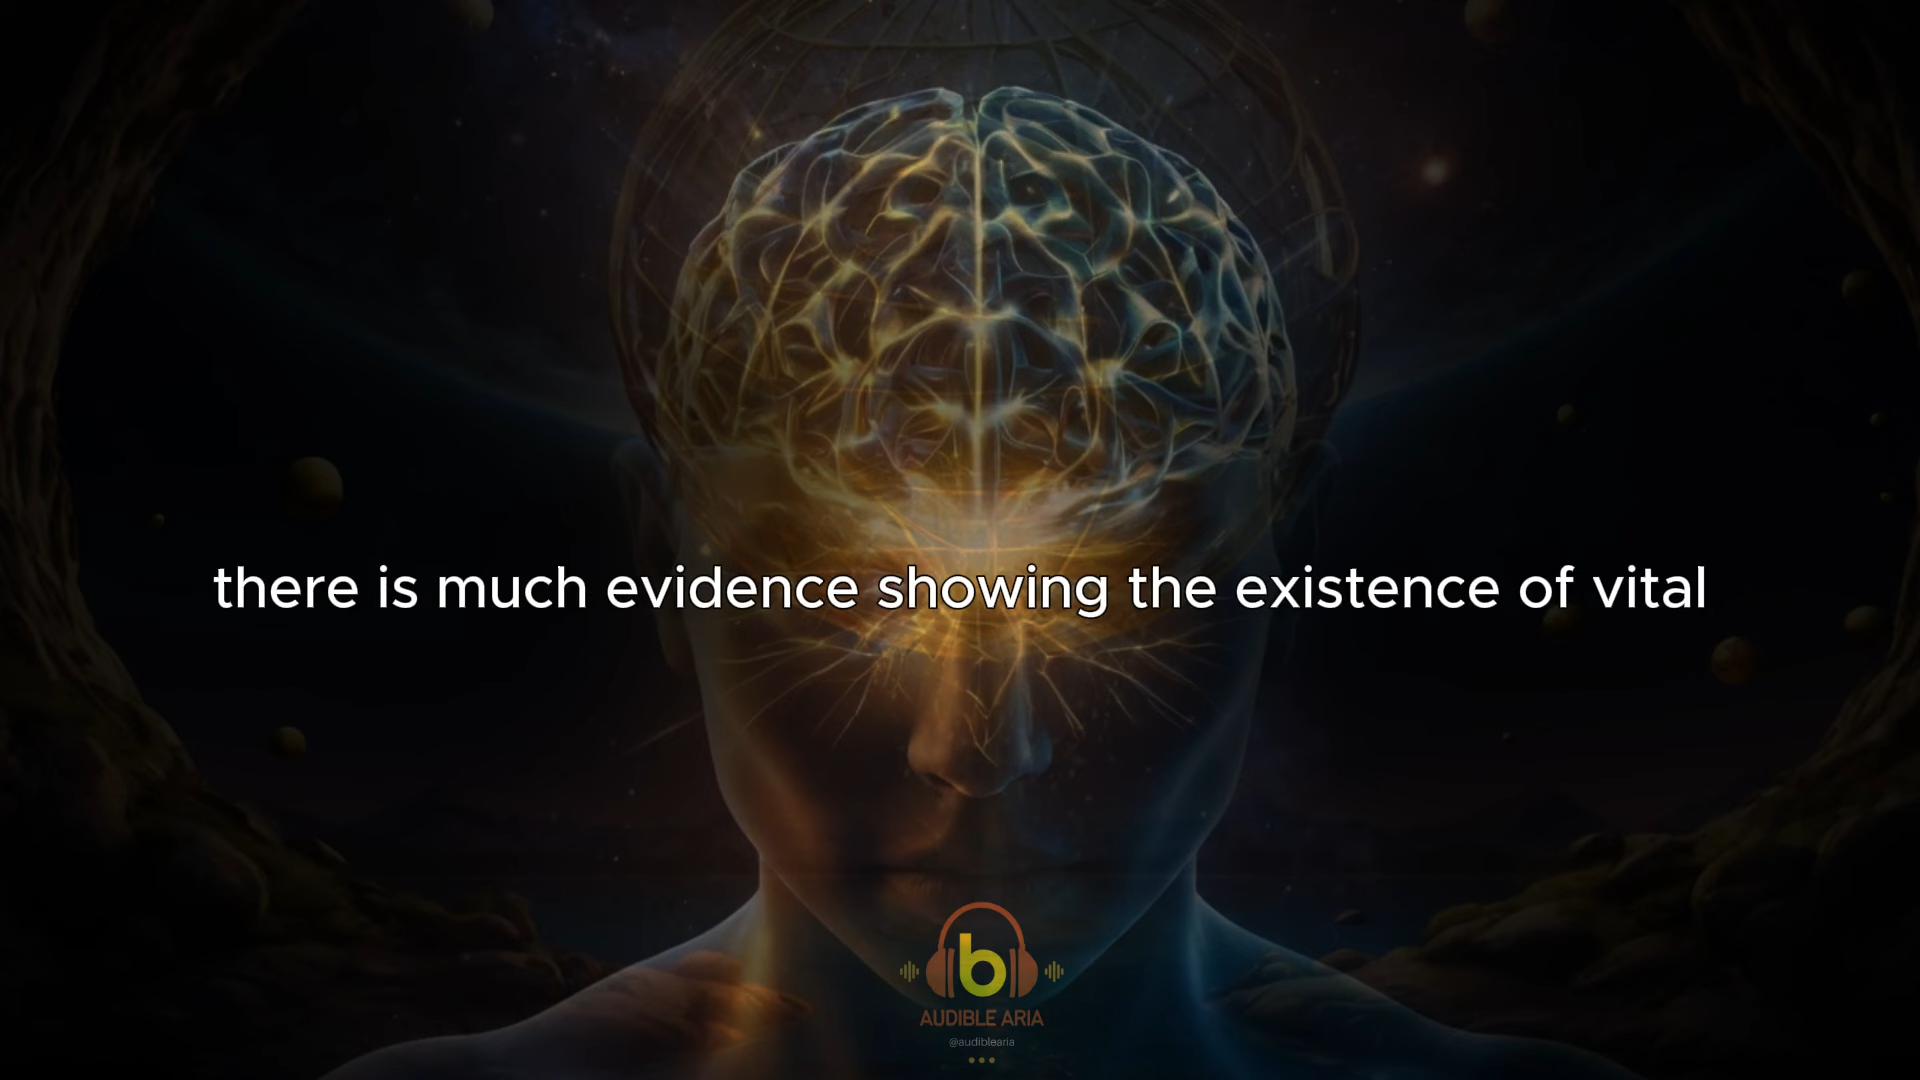 there is much evidence showing the existence of vital
b
AUDIBLE ARIA
@audiblearia